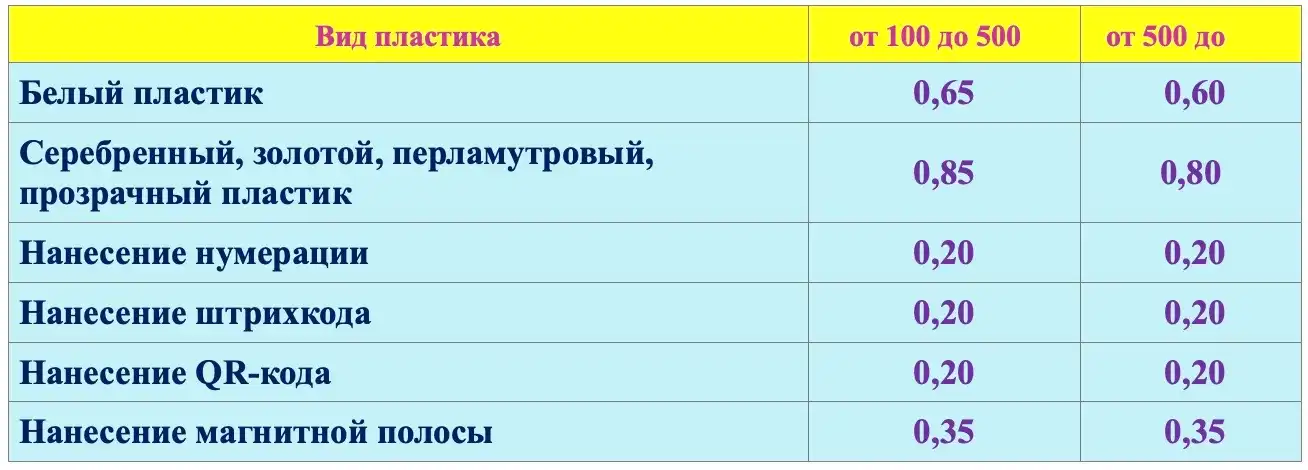 Вид пластика от 100 до 500 от 500 до
Белый пластик 0,65 0,60
Серебренный, золотой, перламутровый,
прозрачный пластик 0,85 0,80
Нанесение нумерации 0,20 0,20
Нанесение штрихкода 0,20 0,20
Нанесение QR-кода 0,20 0,20
Нанесение магнитной полосы 0,35 0,35